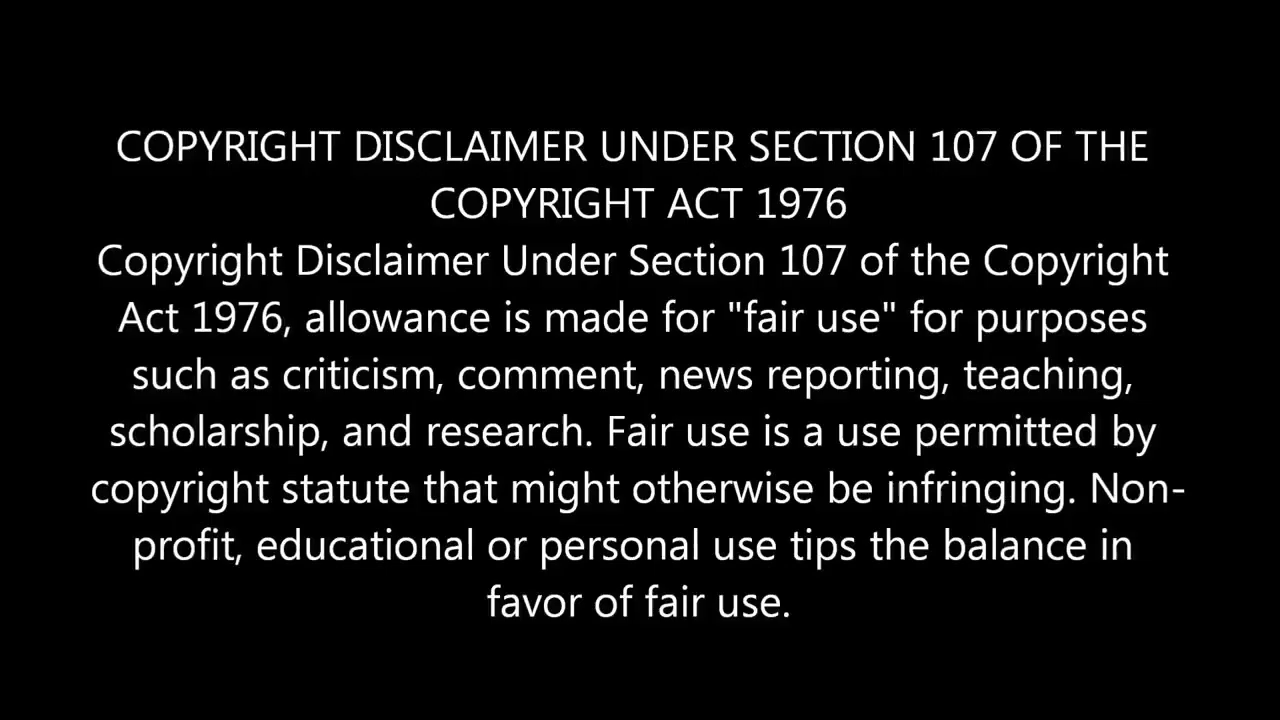 COPYRIGHT DISCLAIMER UNDER SECTION 107 OF THE
COPYRIGHT ACT 1976
Copyright Disclaimer Under Section 107 of the Copyright
Act 1976, allowance is made for "fair use" for purposes
such as criticism, comment, news reporting, teaching,
scholarship, and research. Fair use is a use permitted by
copyright statute that might otherwise be infringing. Non-
profit, educational or personal use tips the balance in
favor of fair use.